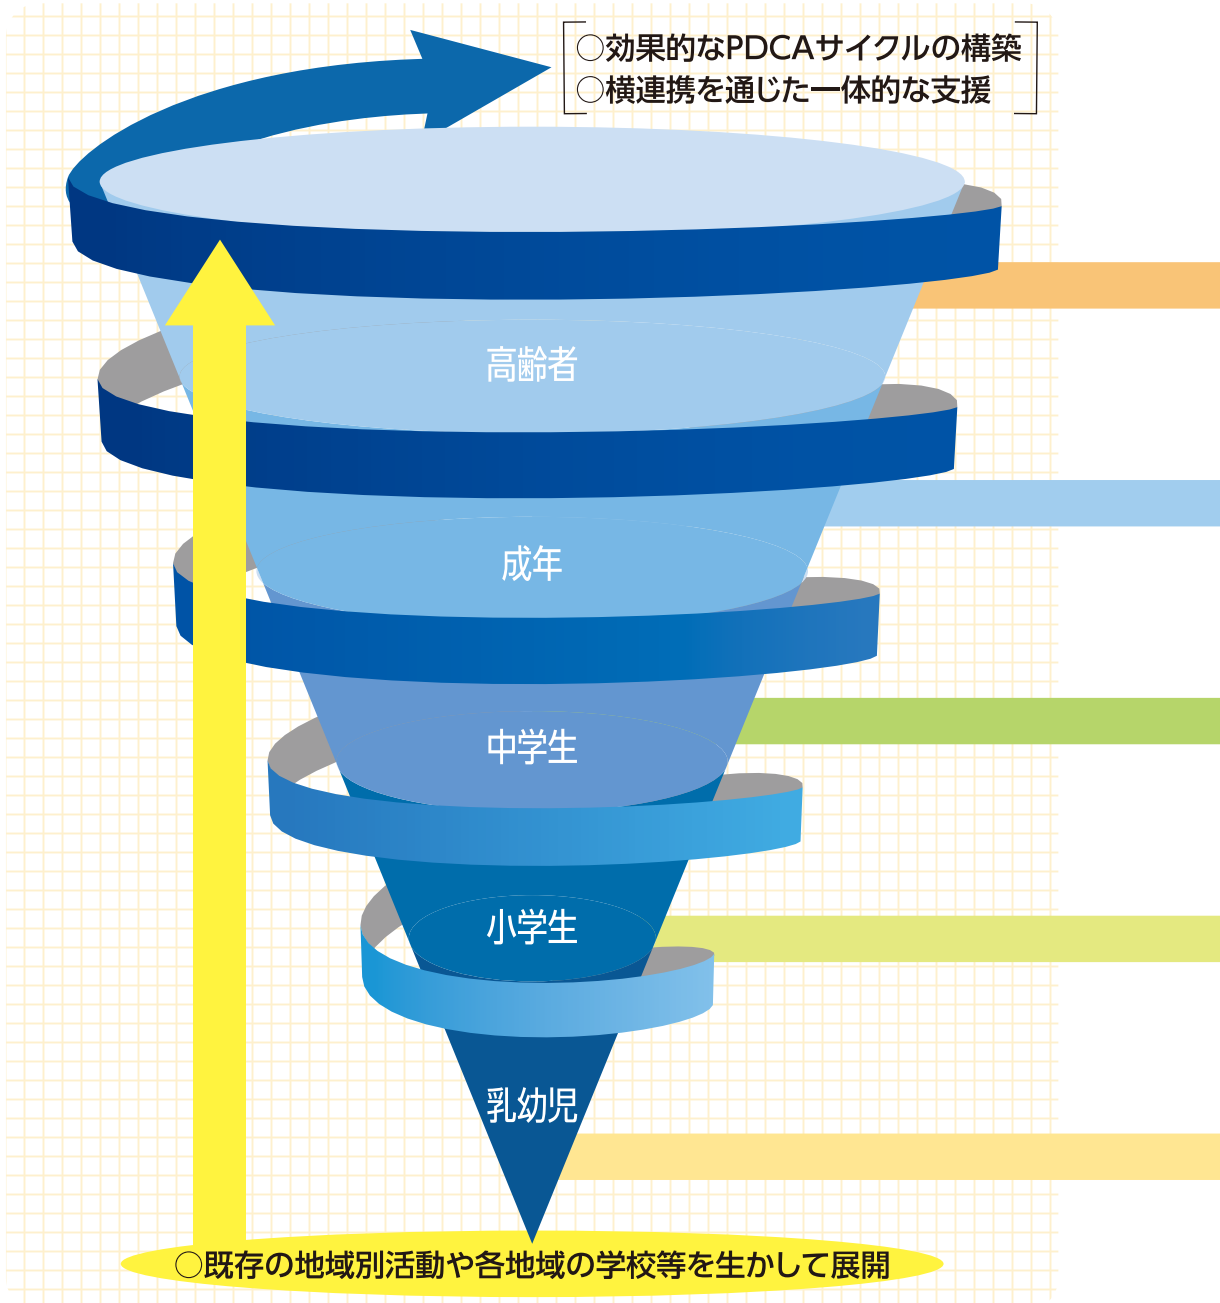 ○効果的なPDCAサイクルの構築
○横連携を通じた一体的な支援
高齢者
成年
中学生
小学生
乳幼児
○既存の地域別活動や各地域の学校等を生かして展開